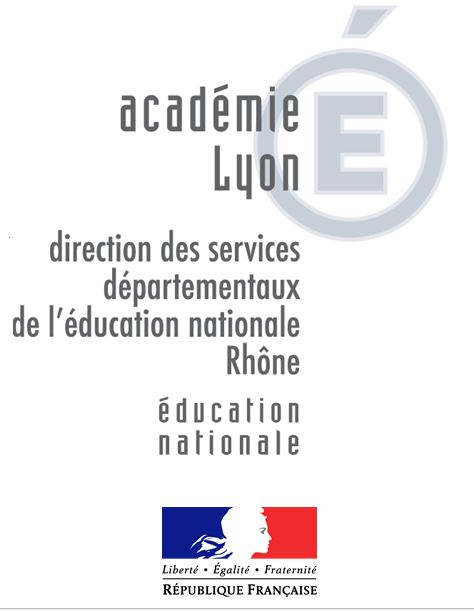 académie
Lyon
É
direction des services
départementaux
de l'éducation nationale
Rhône
éducation
nationale
Liberté • Égalité • Fraternité
RÉPUBLIQUE FRANÇAISE